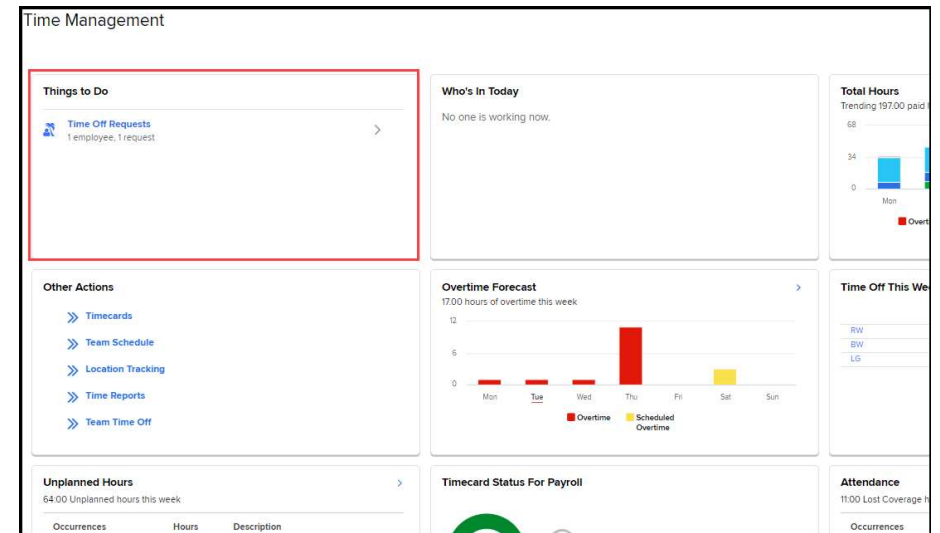 Time Management
Things to Do
Time Off Requests
1 employee, 1 request
Who's In Today
No one is working now.
Total Hours
Trending 197.00 paid
68
34
0
Mon
Overt
Other Actions
Timecards
Team Schedule
Location Tracking
Time Reports
Team Time Off
Overtime Forecast
17.00 hours of overtime this week
12
6
0
Mon Tue Wed Thu Fri Sat Sun
Overtime Scheduled
Overtime
Time Off This We
RW
BW
LG
Unplanned Hours
64:00 Unplanned hours this week
Occurrences Hours Description
Timecard Status For Payroll
Attendance
11:00 Lost Coverage h
Occurrences